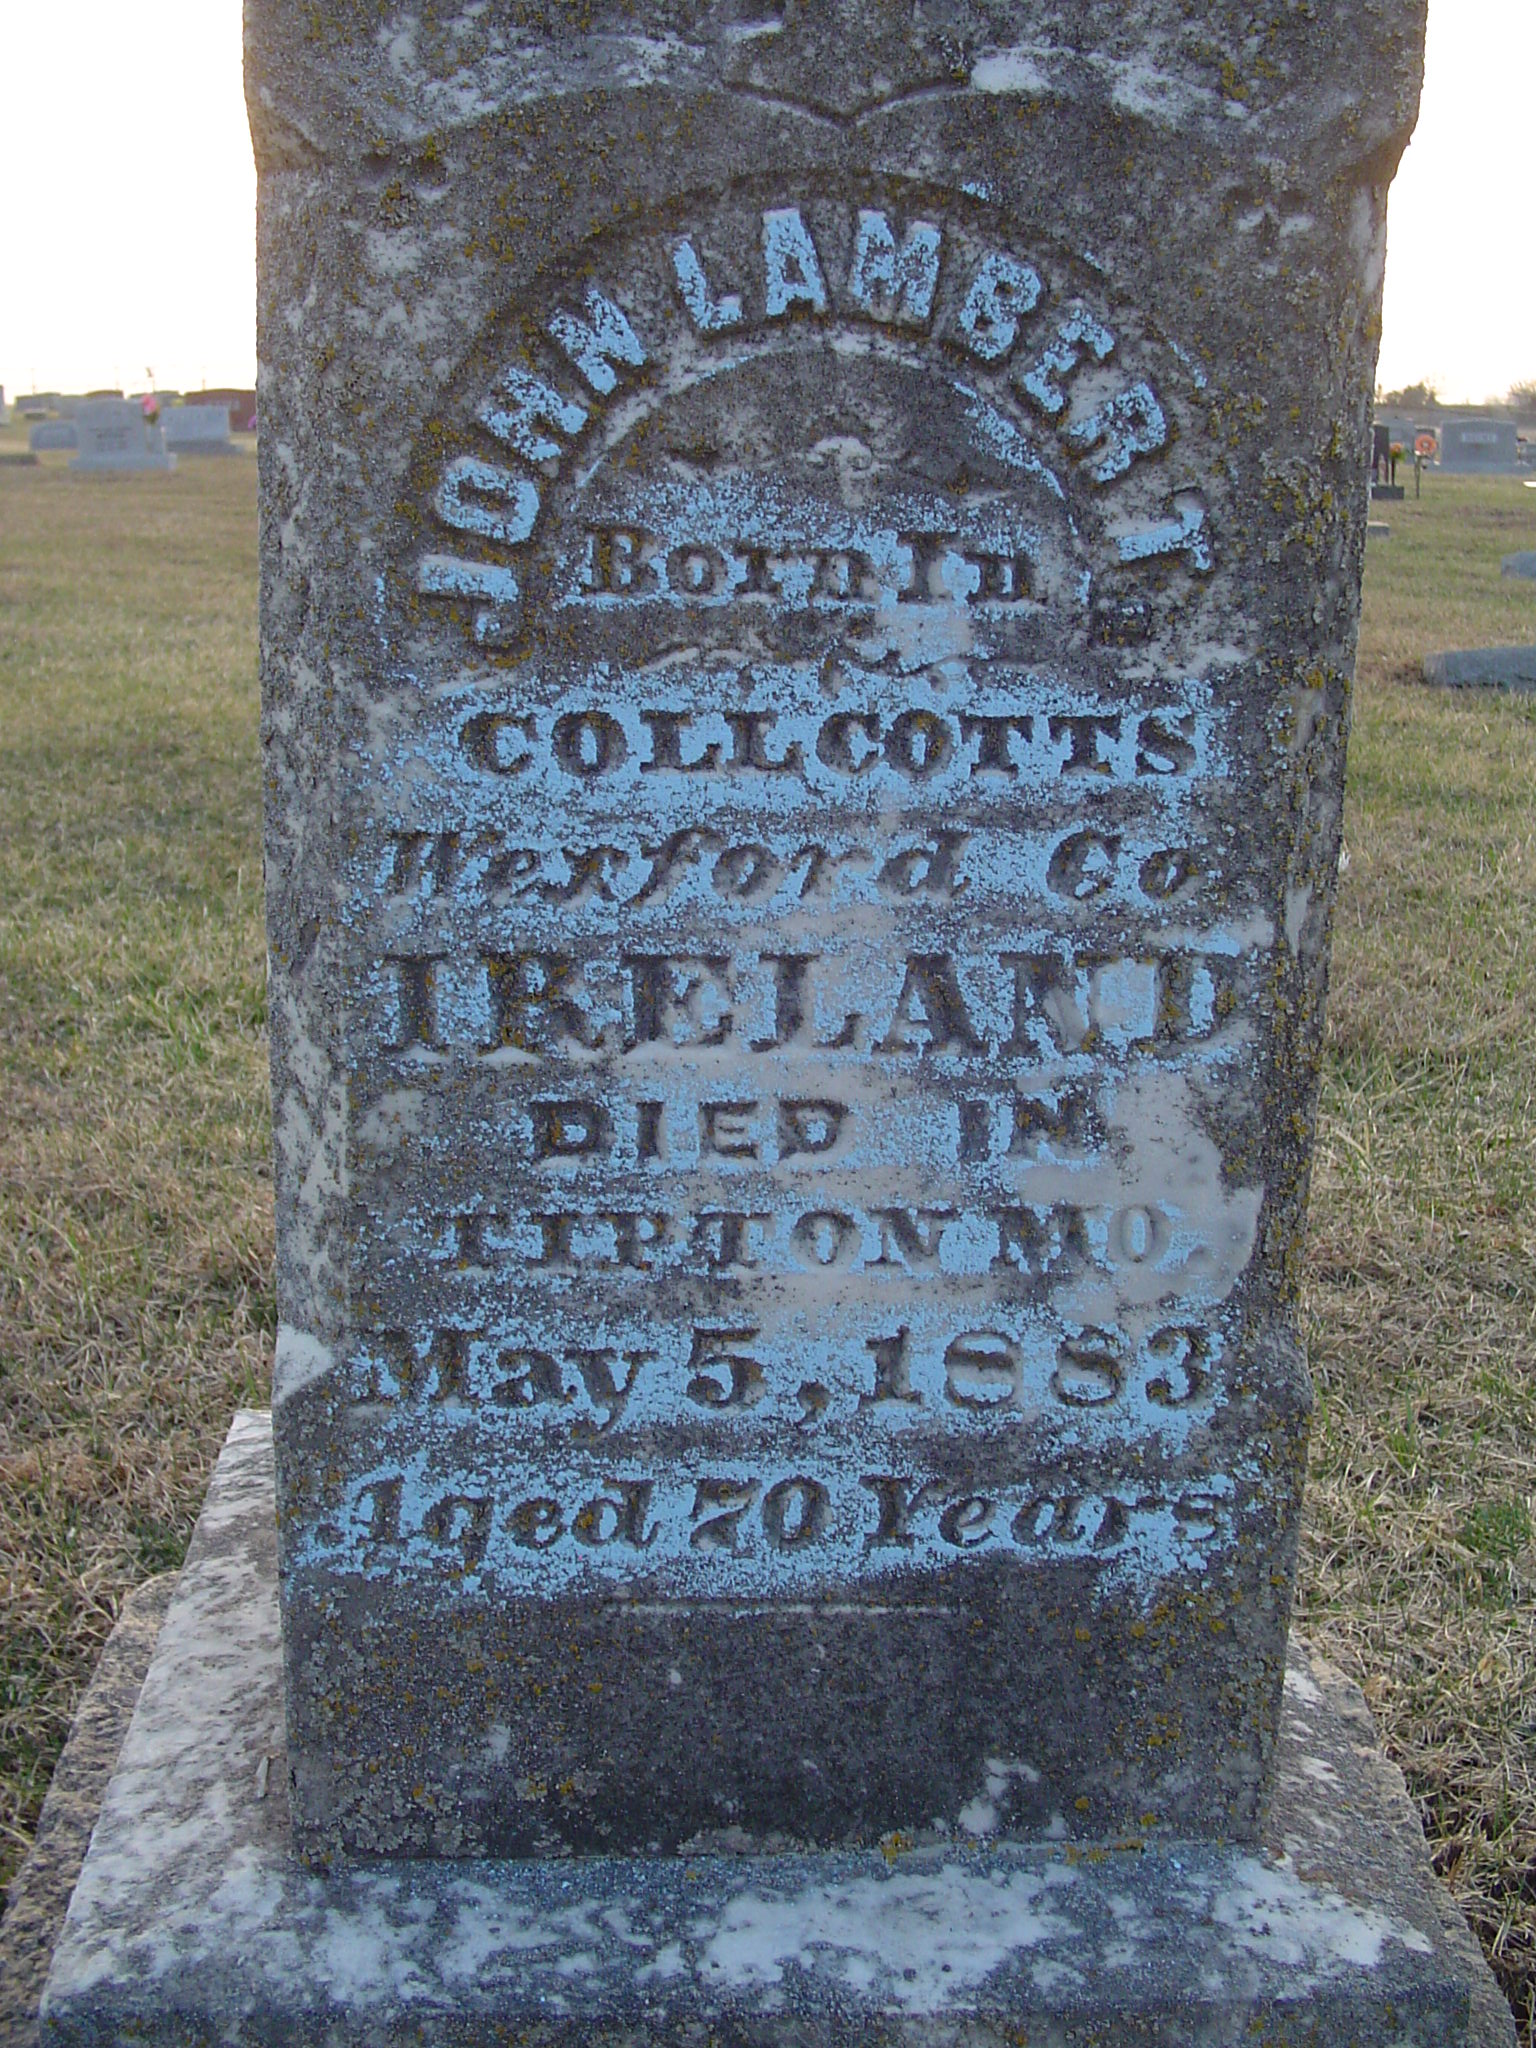 JOHN LAMBERT
Born In
COLLCOTTS
Wexford Co
IRELAND
DIED IN
TIPTON MO.
May 5, 1883
Aged 70 Years